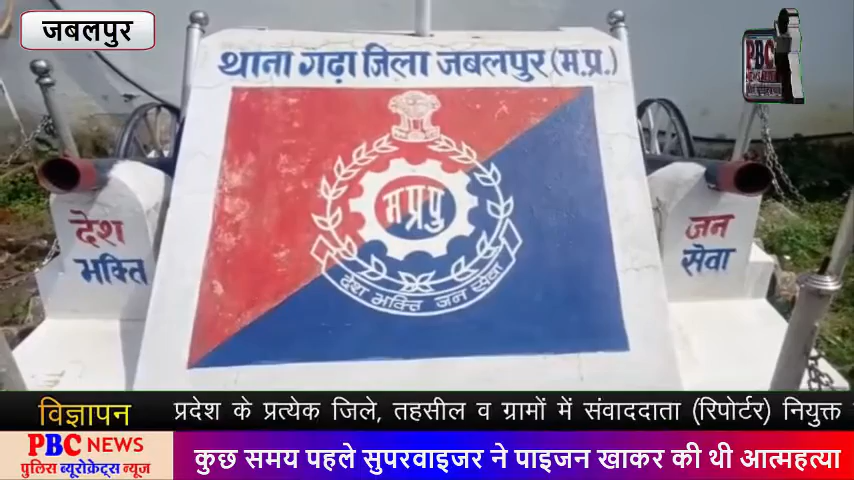 जबलपुर
PBC
NEWS
थाना गढ़ा जिला जबलपुर (म.प्र.)
म प्र पु
देश भक्ति जन सेवा
देश
भक्ति
जन
सेवा
विज्ञापन
प्रदेश के प्रत्येक जिले, तहसील व ग्रामों में संवाददाता (रिपोर्टर) नियुक्त
PBC NEWS
पुलिस ब्यूरोक्रेट्स न्यूज
कुछ समय पहले सुपरवाइजर ने पाइजन खाकर की थी आत्महत्या